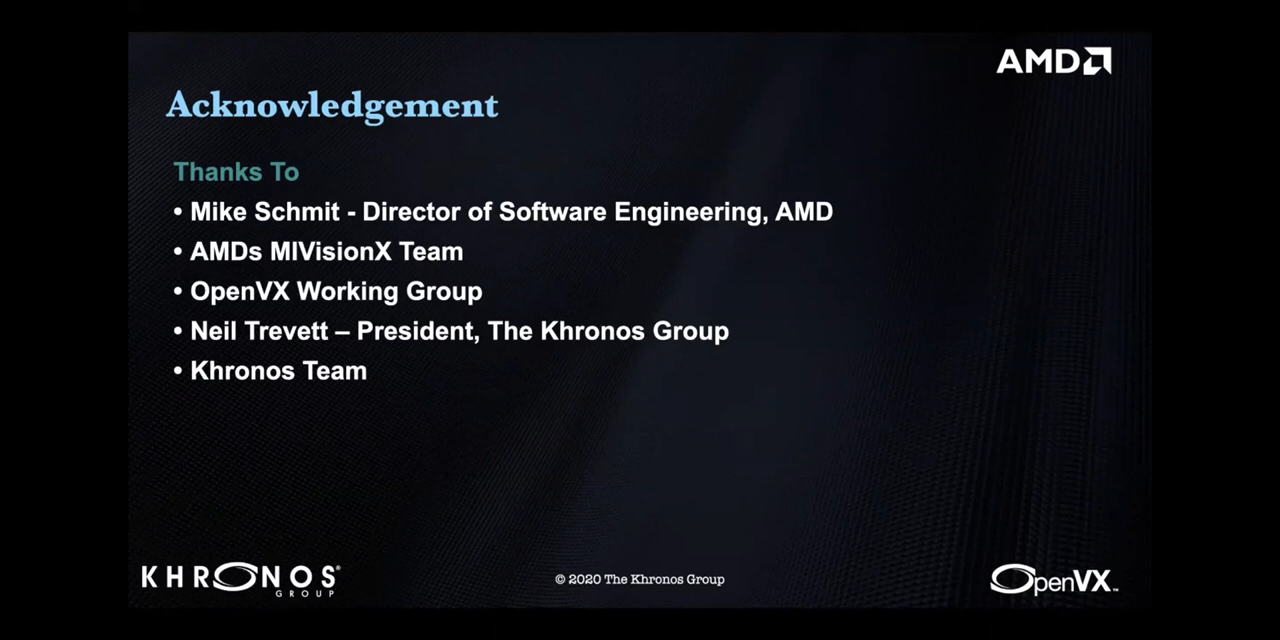 AMD
Acknowledgement
Thanks To
• Mike Schmit - Director of Software Engineering, AMD
• AMDs MIVisionX Team
• OpenVX Working Group
• Neil Trevett – President, The Khronos Group
• Khronos Team
KHRONOS®
GROUP
© 2020 The Khronos Group
OpenVX™